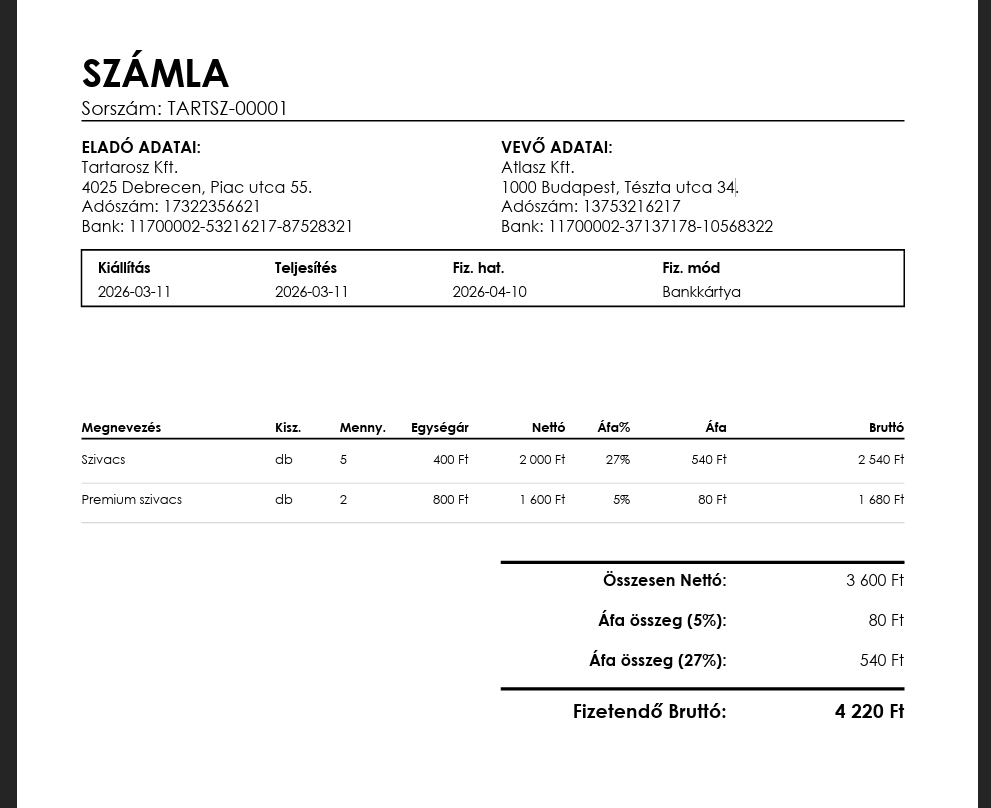 SZÁMLA
Sorszám: TARTSZ-00001
ELADÓ ADATAI:
Tartarosz Kft.
4025 Debrecen, Piac utca 55.
Adószám: 17322356621
Bank: 11700002-53216217-87528321
VEVŐ ADATAI:
Atlasz Kft.
1000 Budapest, Tészta utca 34.
Adószám: 13753216217
Bank: 11700002-37137178-10568322
Kiállítás Teljesítés Fiz. hat. Fiz. mód
2026-03-11 2026-03-11 2026-04-10 Bankkártya
Megnevezés Kisz. Menny. Egységár Nettó Áfa% Áfa Bruttó
Szivacs db 5 400 Ft 2 000 Ft 27% 540 Ft 2 540 Ft
Premium szivacs db 2 800 Ft 1 600 Ft 5% 80 Ft 1 680 Ft
Összesen Nettó: 3 600 Ft
Áfa összeg (5%): 80 Ft
Áfa összeg (27%): 540 Ft
Fizetendő Bruttó: 4 220 Ft